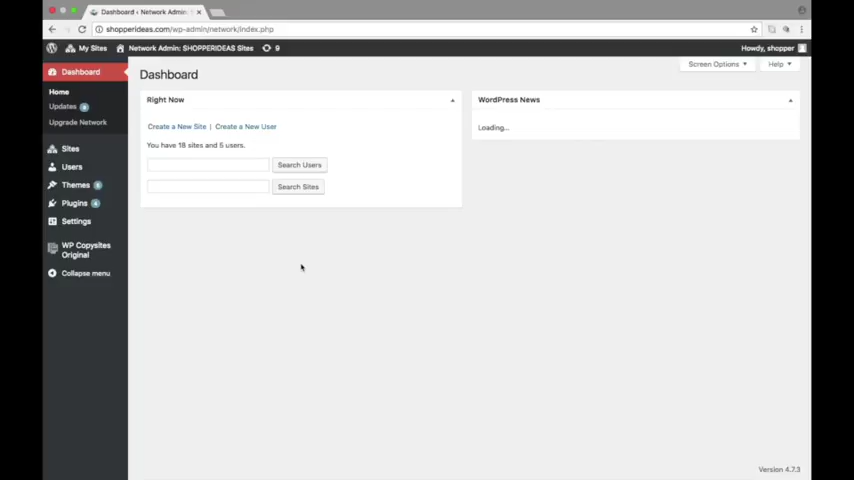 Dashboard ‹ Network Admin:
shopperideas.com/wp-admin/network/index.php
My Sites
Network Admin: SHOPPERIDEAS Sites
9
Howdy, shopper
Dashboard
Home
Updates
Upgrade Network
Sites
Users
Themes
Plugins
Settings
WP Copysites
Original
Collapse menu
Dashboard
Screen Options
Help
Right Now
Create a New Site | Create a New User
You have 18 sites and 5 users.
Search Users
Search Sites
WordPress News
Loading...
Version 4.7.3